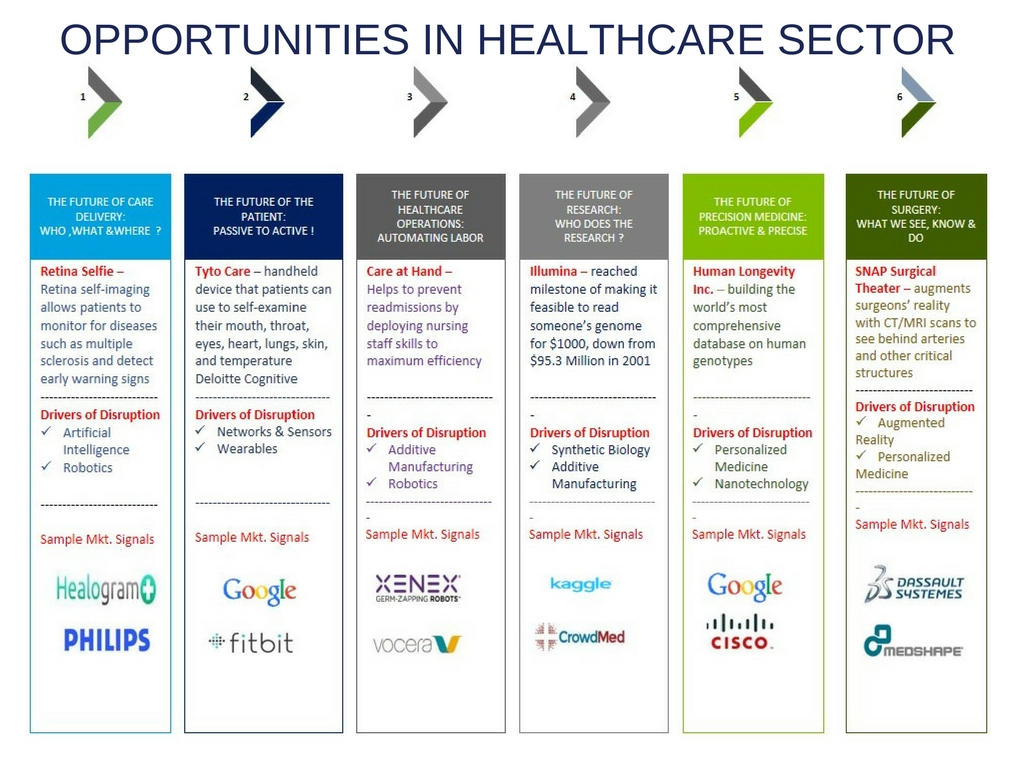 OPPORTUNITIES IN HEALTHCARE SECTOR
1
2
3
4
5
6
THE FUTURE OF CARE
DELIVERY:
WHO ,WHAT &WHERE ?
Retina Selfie –
Retina self-imaging
allows patients to
monitor for diseases
such as multiple
sclerosis and detect
early warning signs
-----------------------------
Drivers of Disruption
✓ Artificial
Intelligence
✓ Robotics
-----------------------------
Sample Mkt. Signals
Healogram
PHILIPS
THE FUTURE OF THE
PATIENT:
PASSIVE TO ACTIVE !
Tyto Care – handheld
device that patients can
use to self-examine
their mouth, throat,
eyes, heart, lungs, skin,
and temperature
Deloitte Cognitive
--------------------------------
Drivers of Disruption
✓ Networks & Sensors
✓ Wearables
--------------------------------
Sample Mkt. Signals
Google
fitbit
THE FUTURE OF
HEALTHCARE
OPERATIONS:
AUTOMATING LABOR
Care at Hand –
Helps to prevent
readmissions by
deploying nursing
staff skills to
maximum efficiency
-------------------------------
-
Drivers of Disruption
✓ Additive
Manufacturing
✓ Robotics
-------------------------------
-
Sample Mkt. Signals
XENEX
GERM-ZAPPING ROBOTS™
vocera
THE FUTURE OF
RESEARCH:
WHO DOES THE
RESEARCH ?
Illumina – reached
milestone of making it
feasible to read
someone's genome
for $1000, down from
$95.3 Million in 2001
-------------------------------
-
Drivers of Disruption
✓ Synthetic Biology
✓ Additive
Manufacturing
-------------------------------
-
Sample Mkt. Signals
kaggle
CrowdMed
THE FUTURE OF
PRECISION MEDICINE:
PROACTIVE & PRECISE
Human Longevity
Inc. – building the
world's most
comprehensive
database on human
genotypes
-----------------------------
-
Drivers of Disruption
✓ Personalized
Medicine
✓ Nanotechnology
-----------------------------
-
Sample Mkt. Signals
Google
CISCO.
THE FUTURE OF
SURGERY:
WHAT WE SEE, KNOW &
DO
SNAP Surgical
Theater – augments
surgeons' reality
with CT/MRI scans to
see behind arteries
and other critical
structures
-----------------------------
Drivers of Disruption
✓ Augmented
Reality
✓ Personalized
Medicine
-----------------------------
-
Sample Mkt. Signals
DASSAULT
SYSTEMES
MEDSHAPE